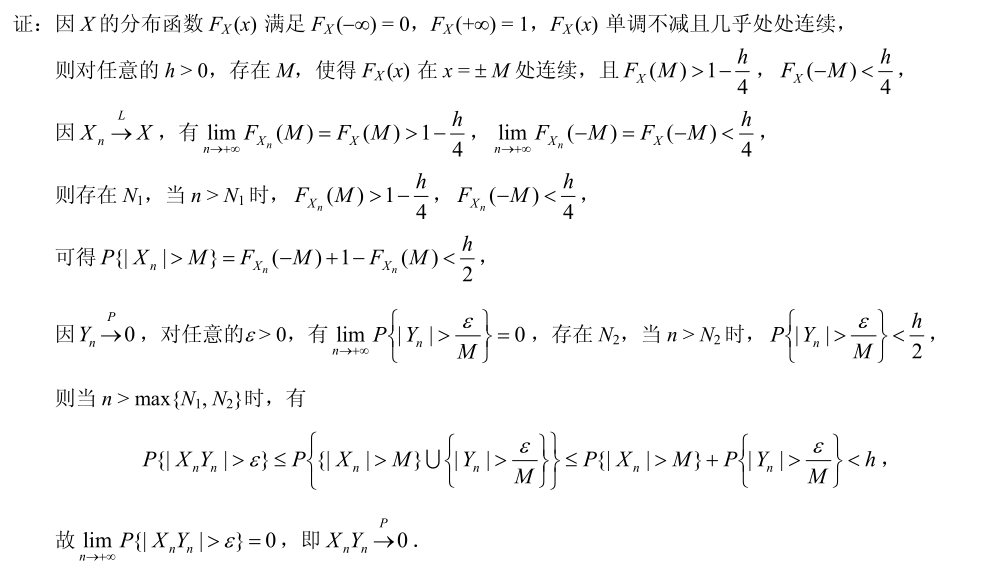 证：因 X 的分布函数 F_X(x) 满足 F_X(−∞) = 0，F_X(+∞) = 1，F_X(x) 单调不减且几乎处处连续，
则对任意的 h > 0，存在 M，使得 F_X(x) 在 x = ± M 处连续，且 F_X(M) > 1 − h/4，F_X(−M) < h/4，
因 X_n →^L X，有 lim_{n→+∞} F_{X_n}(M) = F_X(M) > 1 − h/4，lim_{n→+∞} F_{X_n}(−M) = F_X(−M) < h/4，
则存在 N_1，当 n > N_1 时，F_{X_n}(M) > 1 − h/4，F_{X_n}(−M) < h/4，
可得 P{| X_n | > M} = F_{X_n}(−M) + 1 − F_{X_n}(M) < h/2，
因 Y_n →^P 0，对任意的 ε > 0，有 lim_{n→+∞} P{| Y_n | > ε/M} = 0，存在 N_2，当 n > N_2 时，P{| Y_n | > ε/M} < h/2，
则当 n > max{N_1, N_2}时，有
P{| X_nY_n | > ε} ≤ P{{| X_n | > M} ∪ {| Y_n | > ε/M}} ≤ P{| X_n | > M} + P{| Y_n | > ε/M} < h，
故 lim_{n→+∞} P{| X_nY_n | > ε} = 0，即 X_nY_n →^P 0．